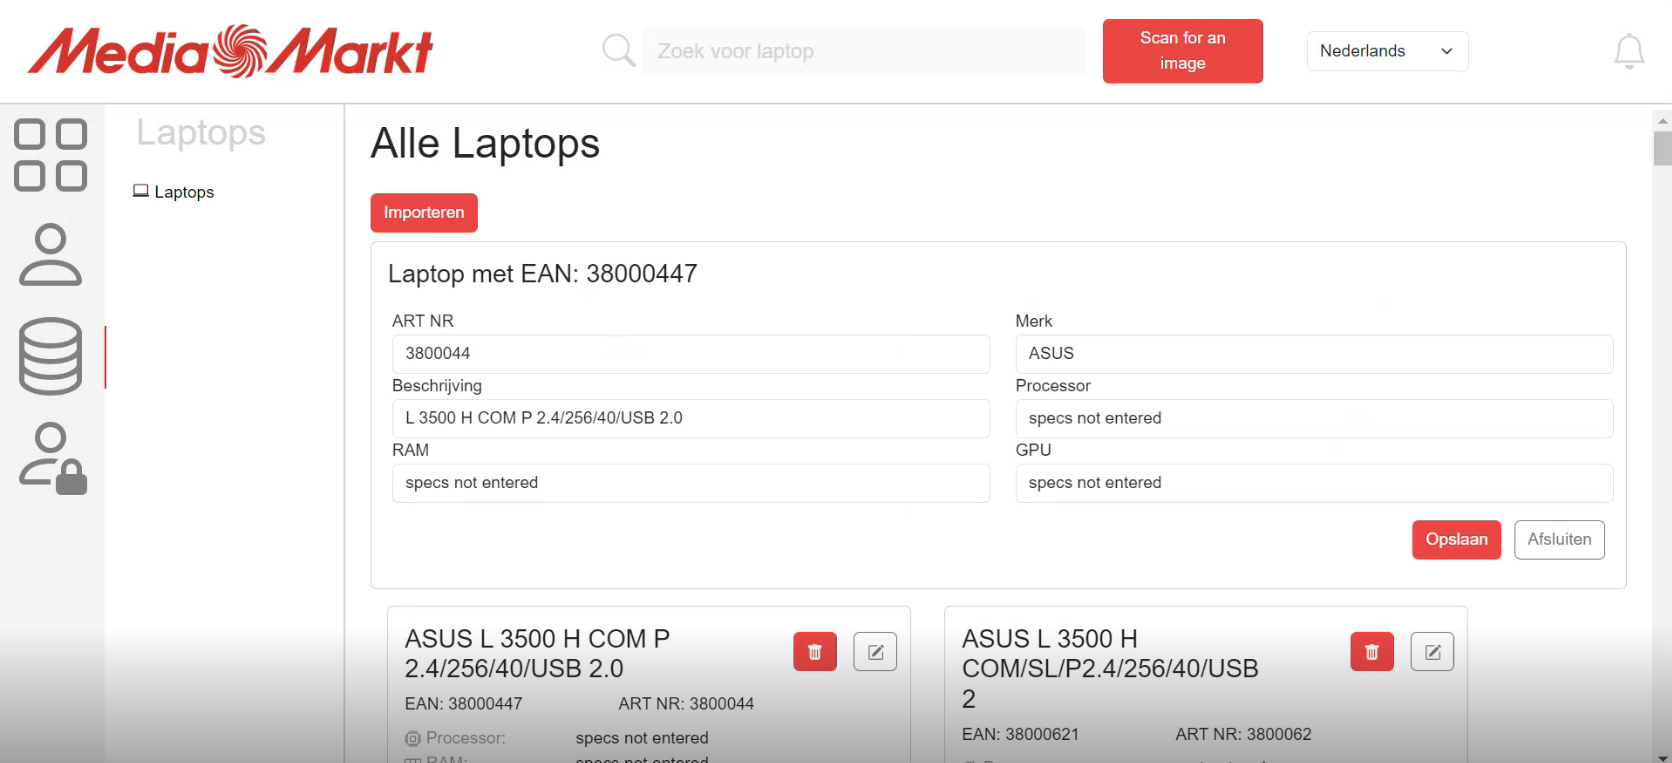 Media Markt
Zoek voor laptop
Scan for an
image
Nederlands
Laptops
Laptops
Alle Laptops
Importeren
Laptop met EAN: 38000447
ART NR
Merk
3800044
ASUS
Beschrijving
Processor
L 3500 H COM P 2.4/256/40/USB 2.0
specs not entered
RAM
GPU
specs not entered
specs not entered
Opslaan
Afsluiten
ASUS L 3500 H COM P
2.4/256/40/USB 2.0
EAN: 38000447
ART NR: 3800044
Processor:
specs not entered
RAM:
specs not entered
ASUS L 3500 H
COM/SL/P2.4/256/40/USB
2
EAN: 38000621
ART NR: 3800062